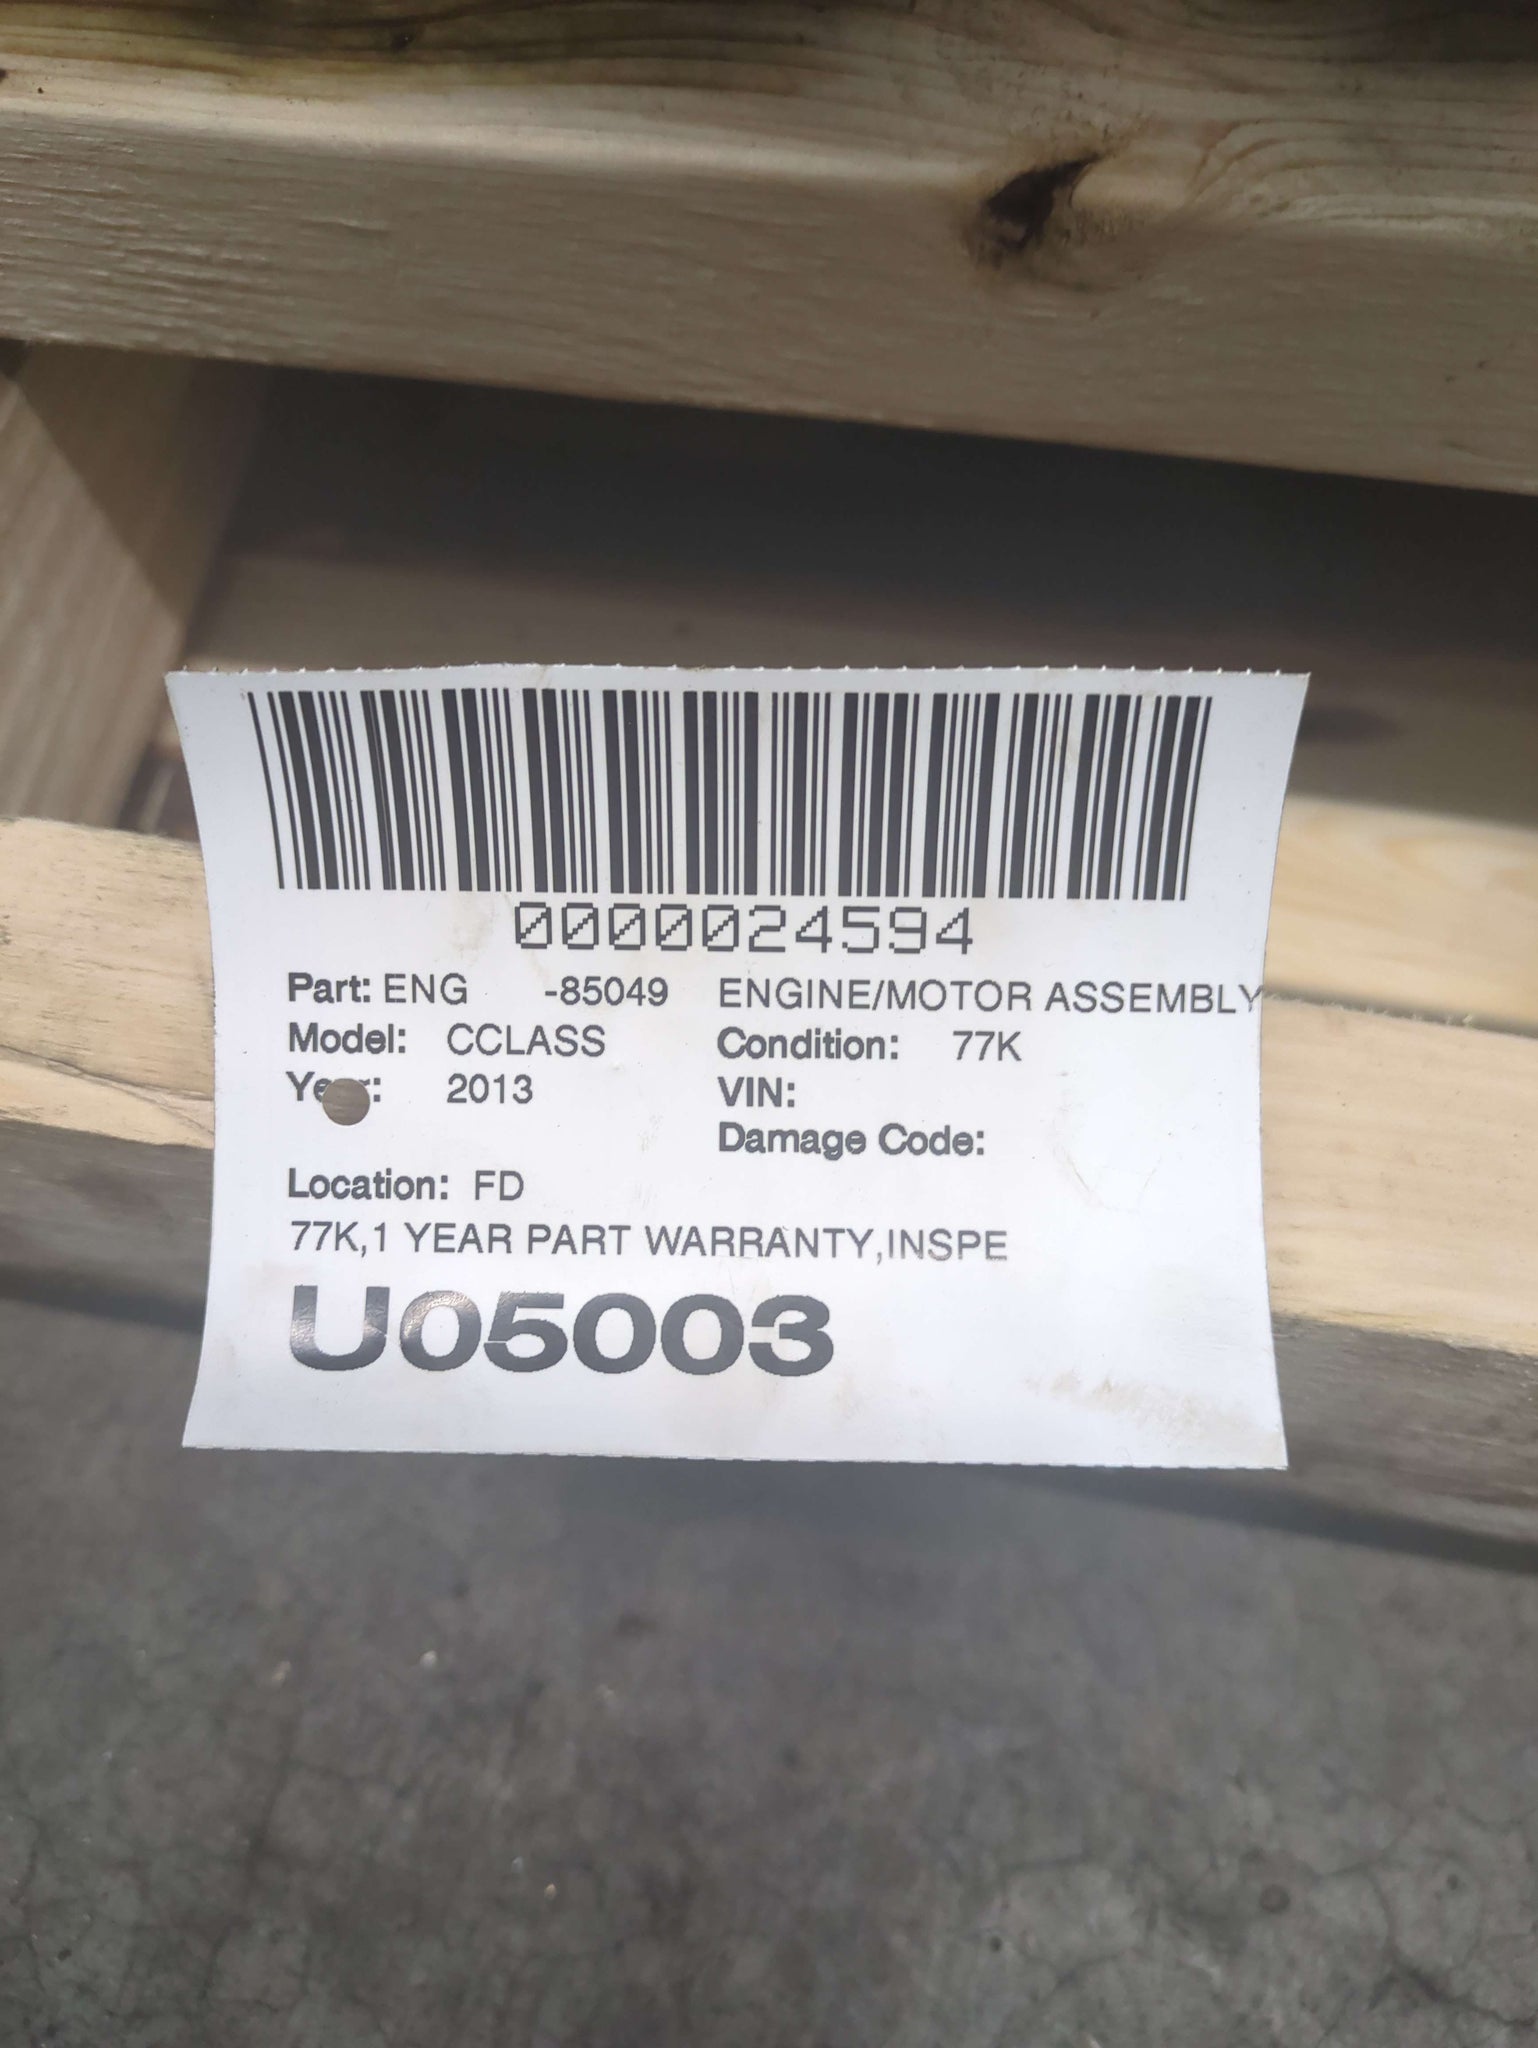 0000024594
Part: ENG -85049 ENGINE/MOTOR ASSEMBLY
Model: CCLASS Condition: 77K
Year: 2013 VIN:
Damage Code:
Location: FD
77K,1 YEAR PART WARRANTY,INSPE
U05003